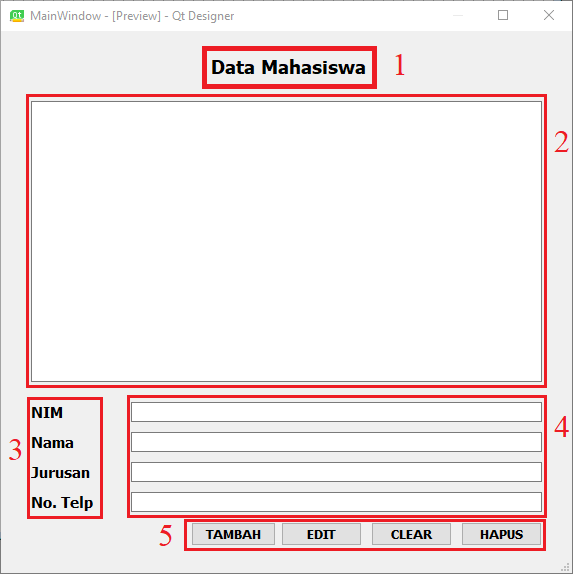 MainWindow - [Preview] - Qt Designer
Data Mahasiswa 1
2
NIM
Nama
Jurusan
No. Telp
3
4
5
TAMBAH EDIT CLEAR HAPUS